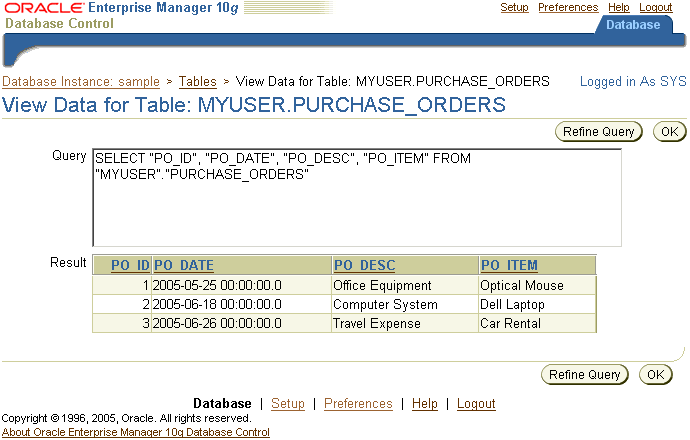 ORACLE Enterprise Manager 10g
Database Control
Setup Preferences Help Logout
Database
Database Instance: sample > Tables > View Data for Table: MYUSER.PURCHASE_ORDERS Logged in As SYS
View Data for Table: MYUSER.PURCHASE_ORDERS
Refine Query OK
Query SELECT "PO_ID", "PO_DATE", "PO_DESC", "PO_ITEM" FROM
"MYUSER"."PURCHASE_ORDERS"
Result
PO_ID PO_DATE PO_DESC PO_ITEM
1 2005-05-25 00:00:00.0 Office Equipment Optical Mouse
2 2005-06-18 00:00:00.0 Computer System Dell Laptop
3 2005-06-26 00:00:00.0 Travel Expense Car Rental
Refine Query OK
Database | Setup | Preferences | Help | Logout
Copyright © 1996, 2005, Oracle. All rights reserved.
About Oracle Enterprise Manager 10g Database Control